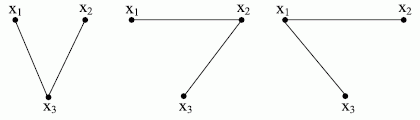 x₁ x₂ x₁ x₂ x₁ x₂
x₃ x₃ x₃